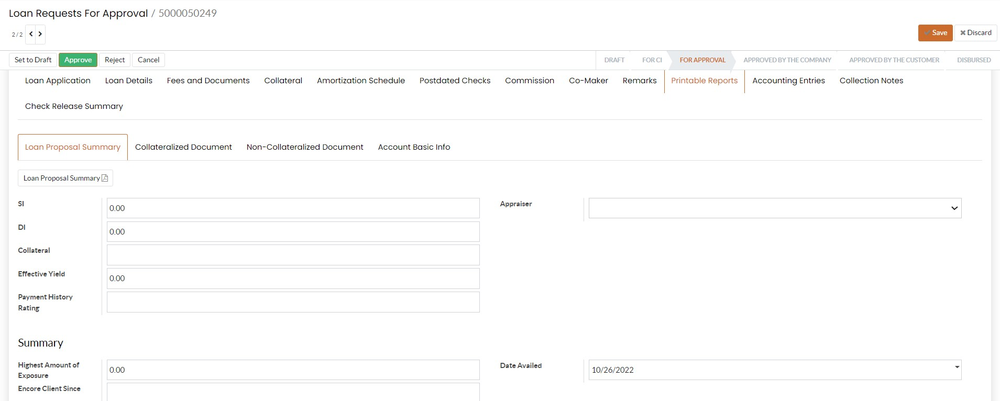 Loan Requests For Approval / 5000050249
2 / 2
Save Discard
Set to Draft Approve Reject Cancel
DRAFT FOR CI FOR APPROVAL APPROVED BY THE COMPANY APPROVED BY THE CUSTOMER DISBURSED
Loan Application Loan Details Fees and Documents Collateral Amortization Schedule Postdated Checks Commission Co-Maker Remarks Printable Reports Accounting Entries Collection Notes
Check Release Summary
Loan Proposal Summary Collateralized Document Non-Collateralized Document Account Basic Info
Loan Proposal Summary
SI 0.00 Appraiser
DI 0.00
Collateral
Effective Yield 0.00
Payment History
Rating
Summary
Highest Amount of
Exposure
0.00
Date Availed 10/26/2022
Encore Client Since